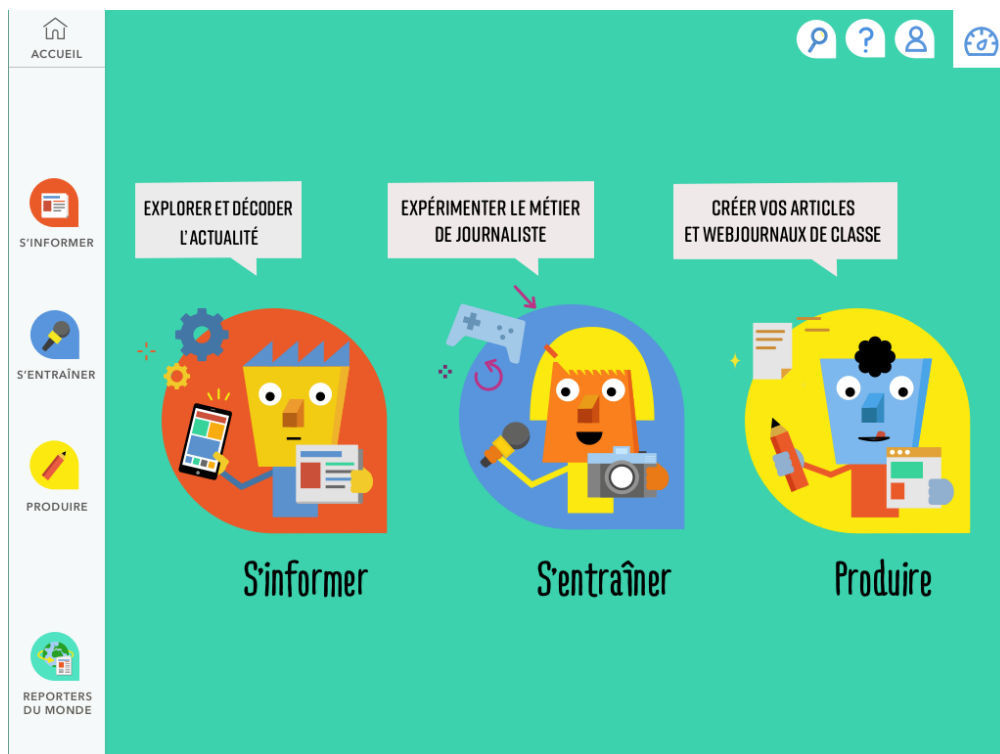 ACCUEIL
S'INFORMER
S'ENTRAÎNER
PRODUIRE
REPORTERS
DU MONDE
EXPLORER ET DÉCODER
L'ACTUALITÉ
EXPÉRIMENTER LE MÉTIER
DE JOURNALISTE
CRÉER VOS ARTICLES
ET WEBJOURNAUX DE CLASSE
S'informer
S'entraîner
Produire